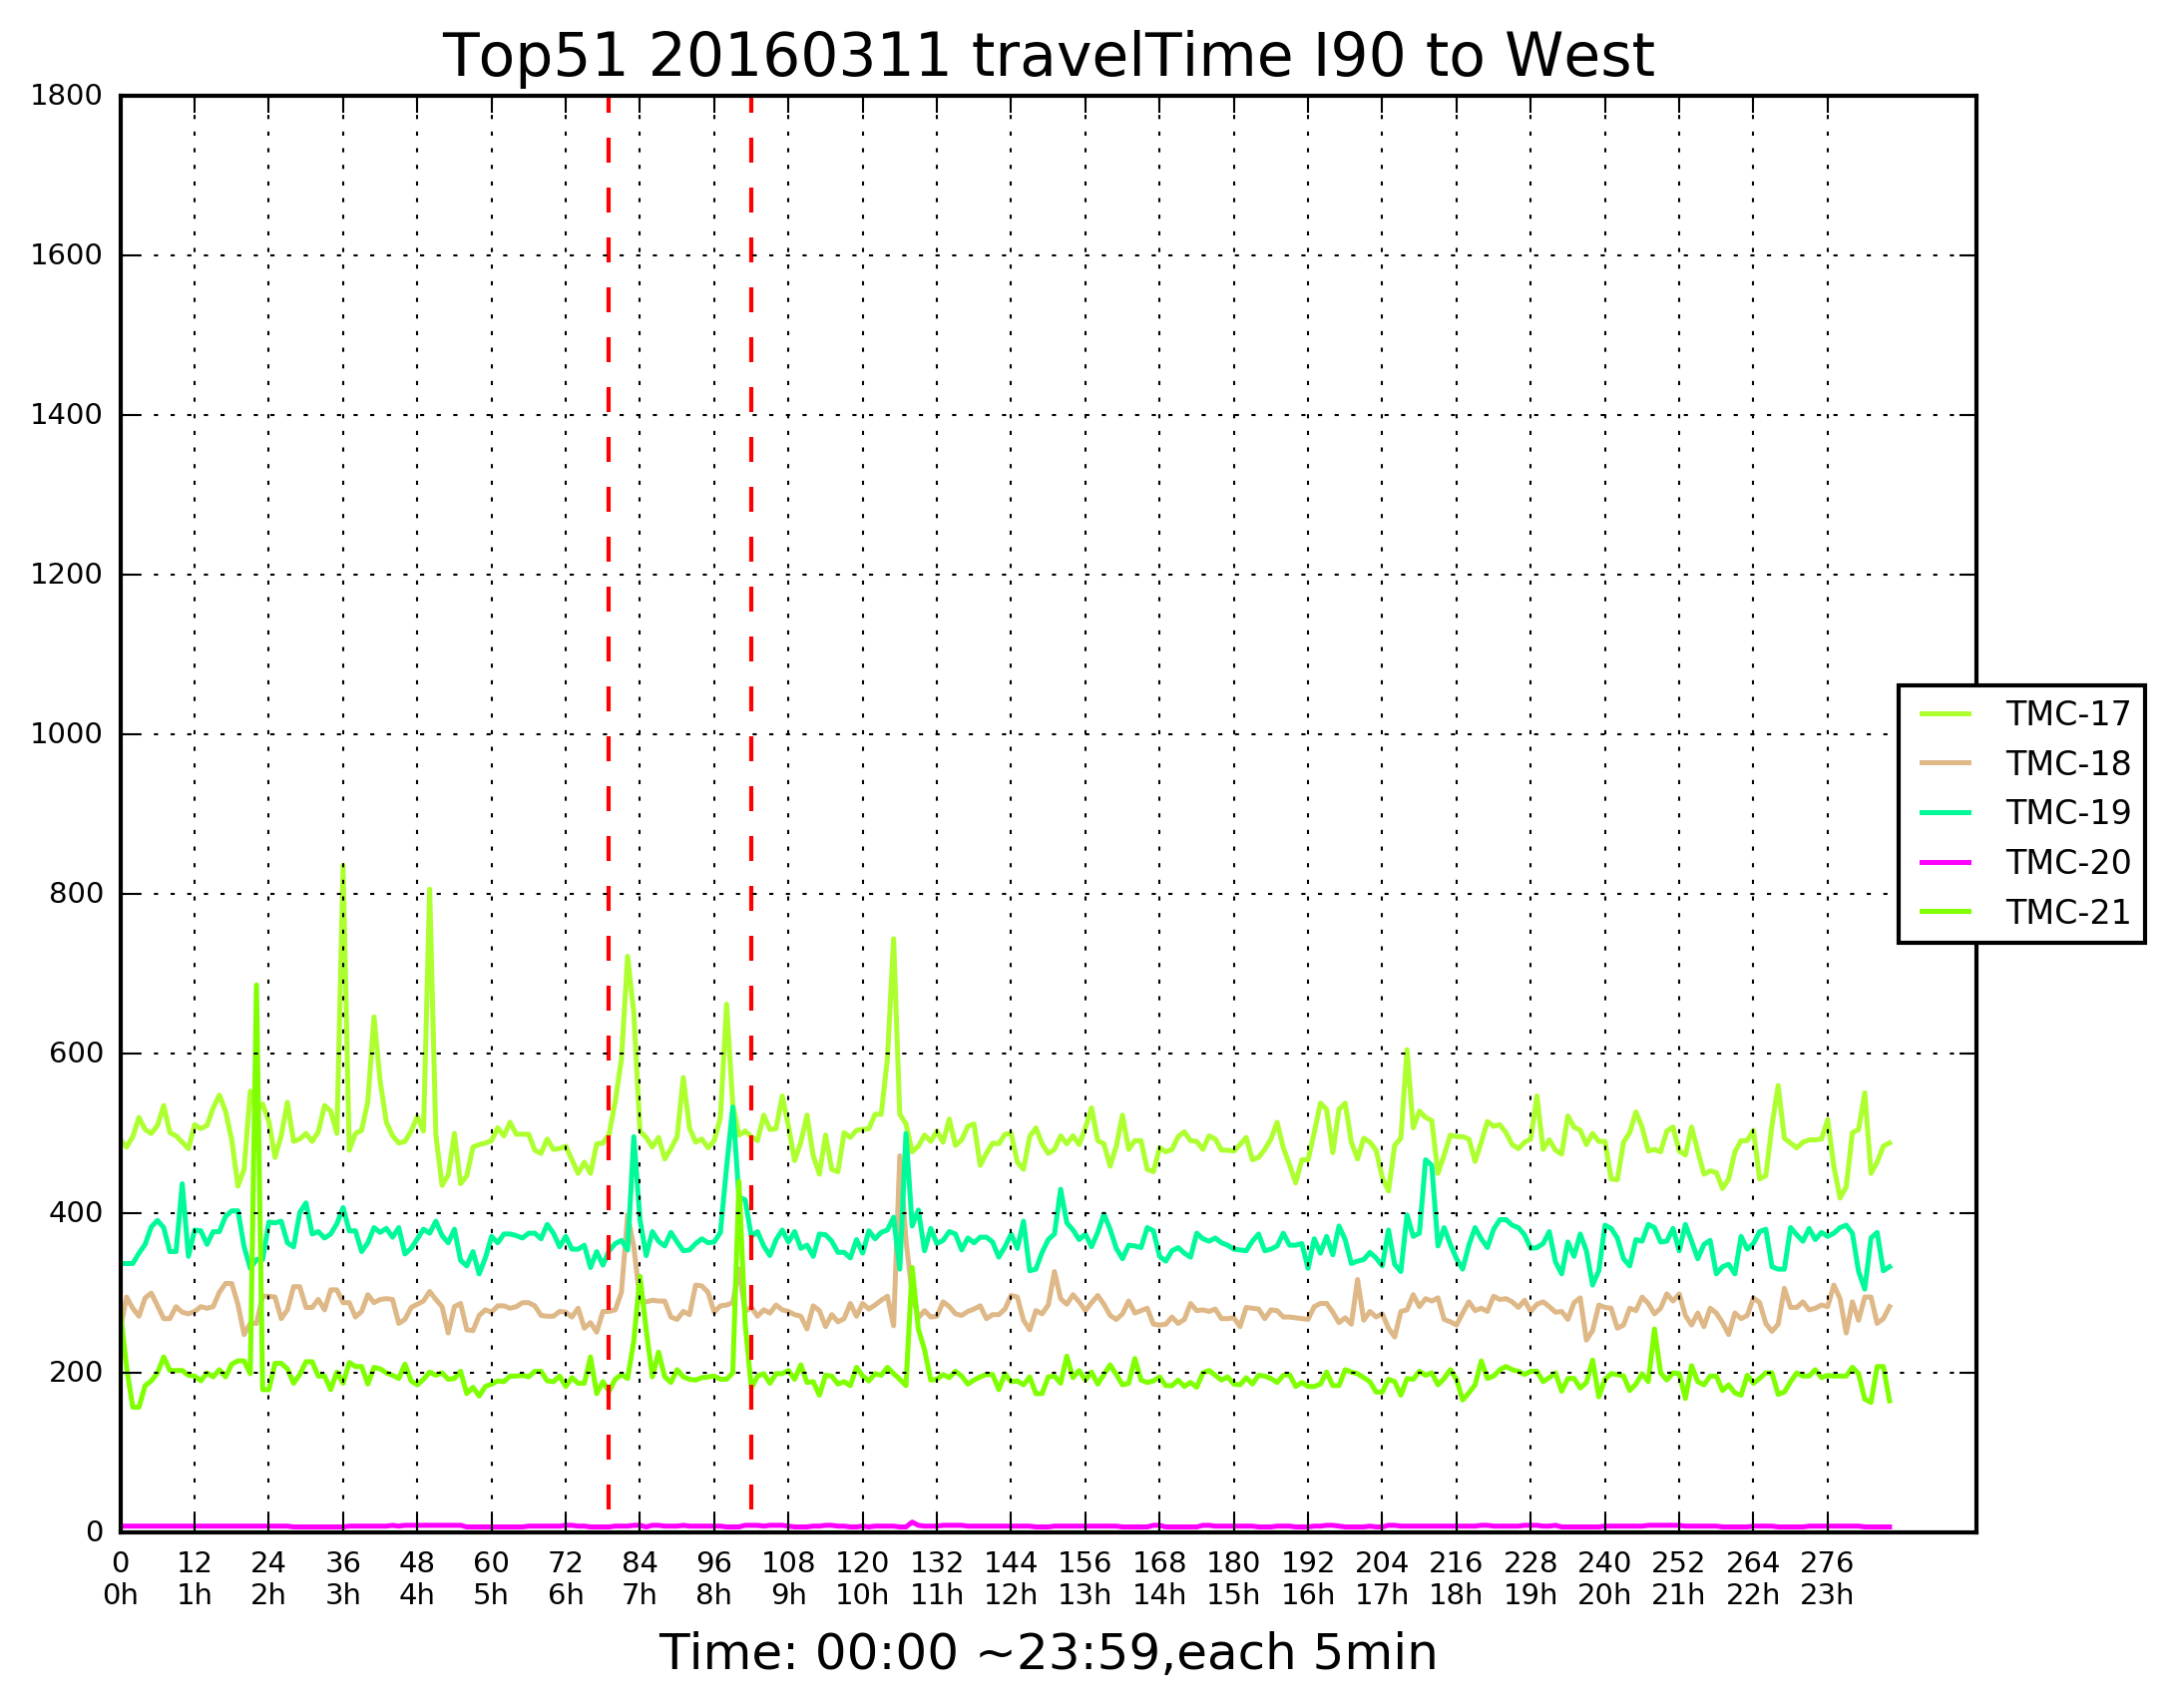 Top51 20160311 travelTime I90 to West
1800
1600
1400
1200
1000
800
600
400
200
0
TMC-17
TMC-18
TMC-19
TMC-20
TMC-21
0 12 24 36 48 60 72 84 96 108 120 132 144 156 168 180 192 204 216 228 240 252 264 276
0h 1h 2h 3h 4h 5h 6h 7h 8h 9h 10h 11h 12h 13h 14h 15h 16h 17h 18h 19h 20h 21h 22h 23h
Time: 00:00 ~23:59,each 5min